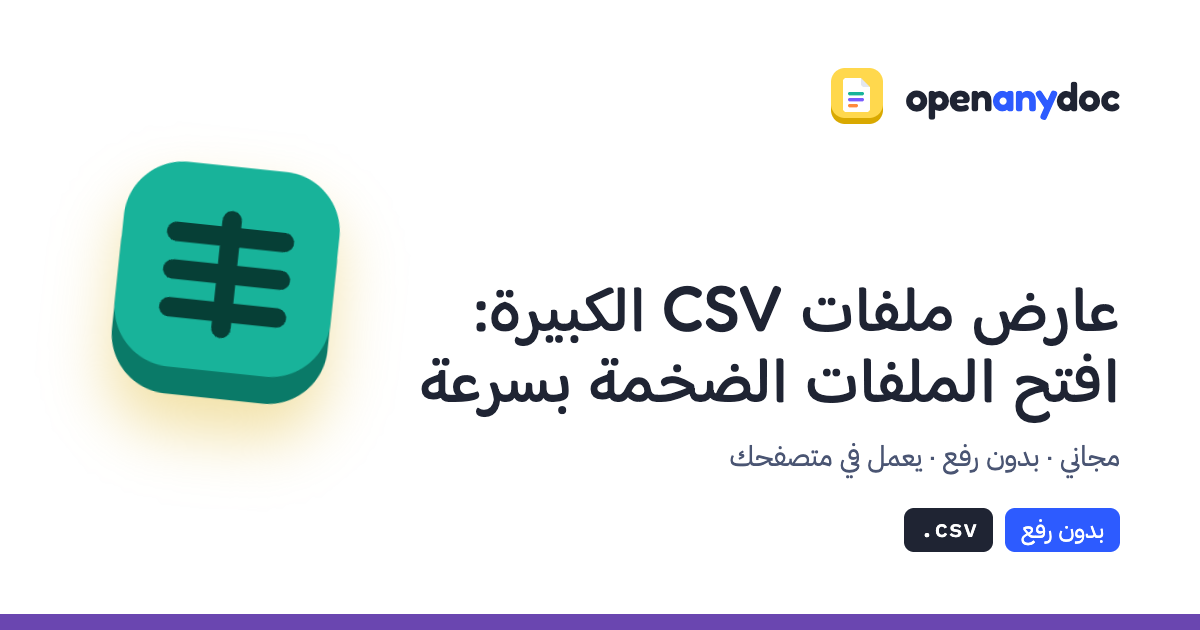 openanydoc
عارض ملفات CSV الكبيرة:
افتح الملفات الضخمة بسرعة
مجاني · بدون رفع · يعمل في متصفحك
بدون رفع
.CSV